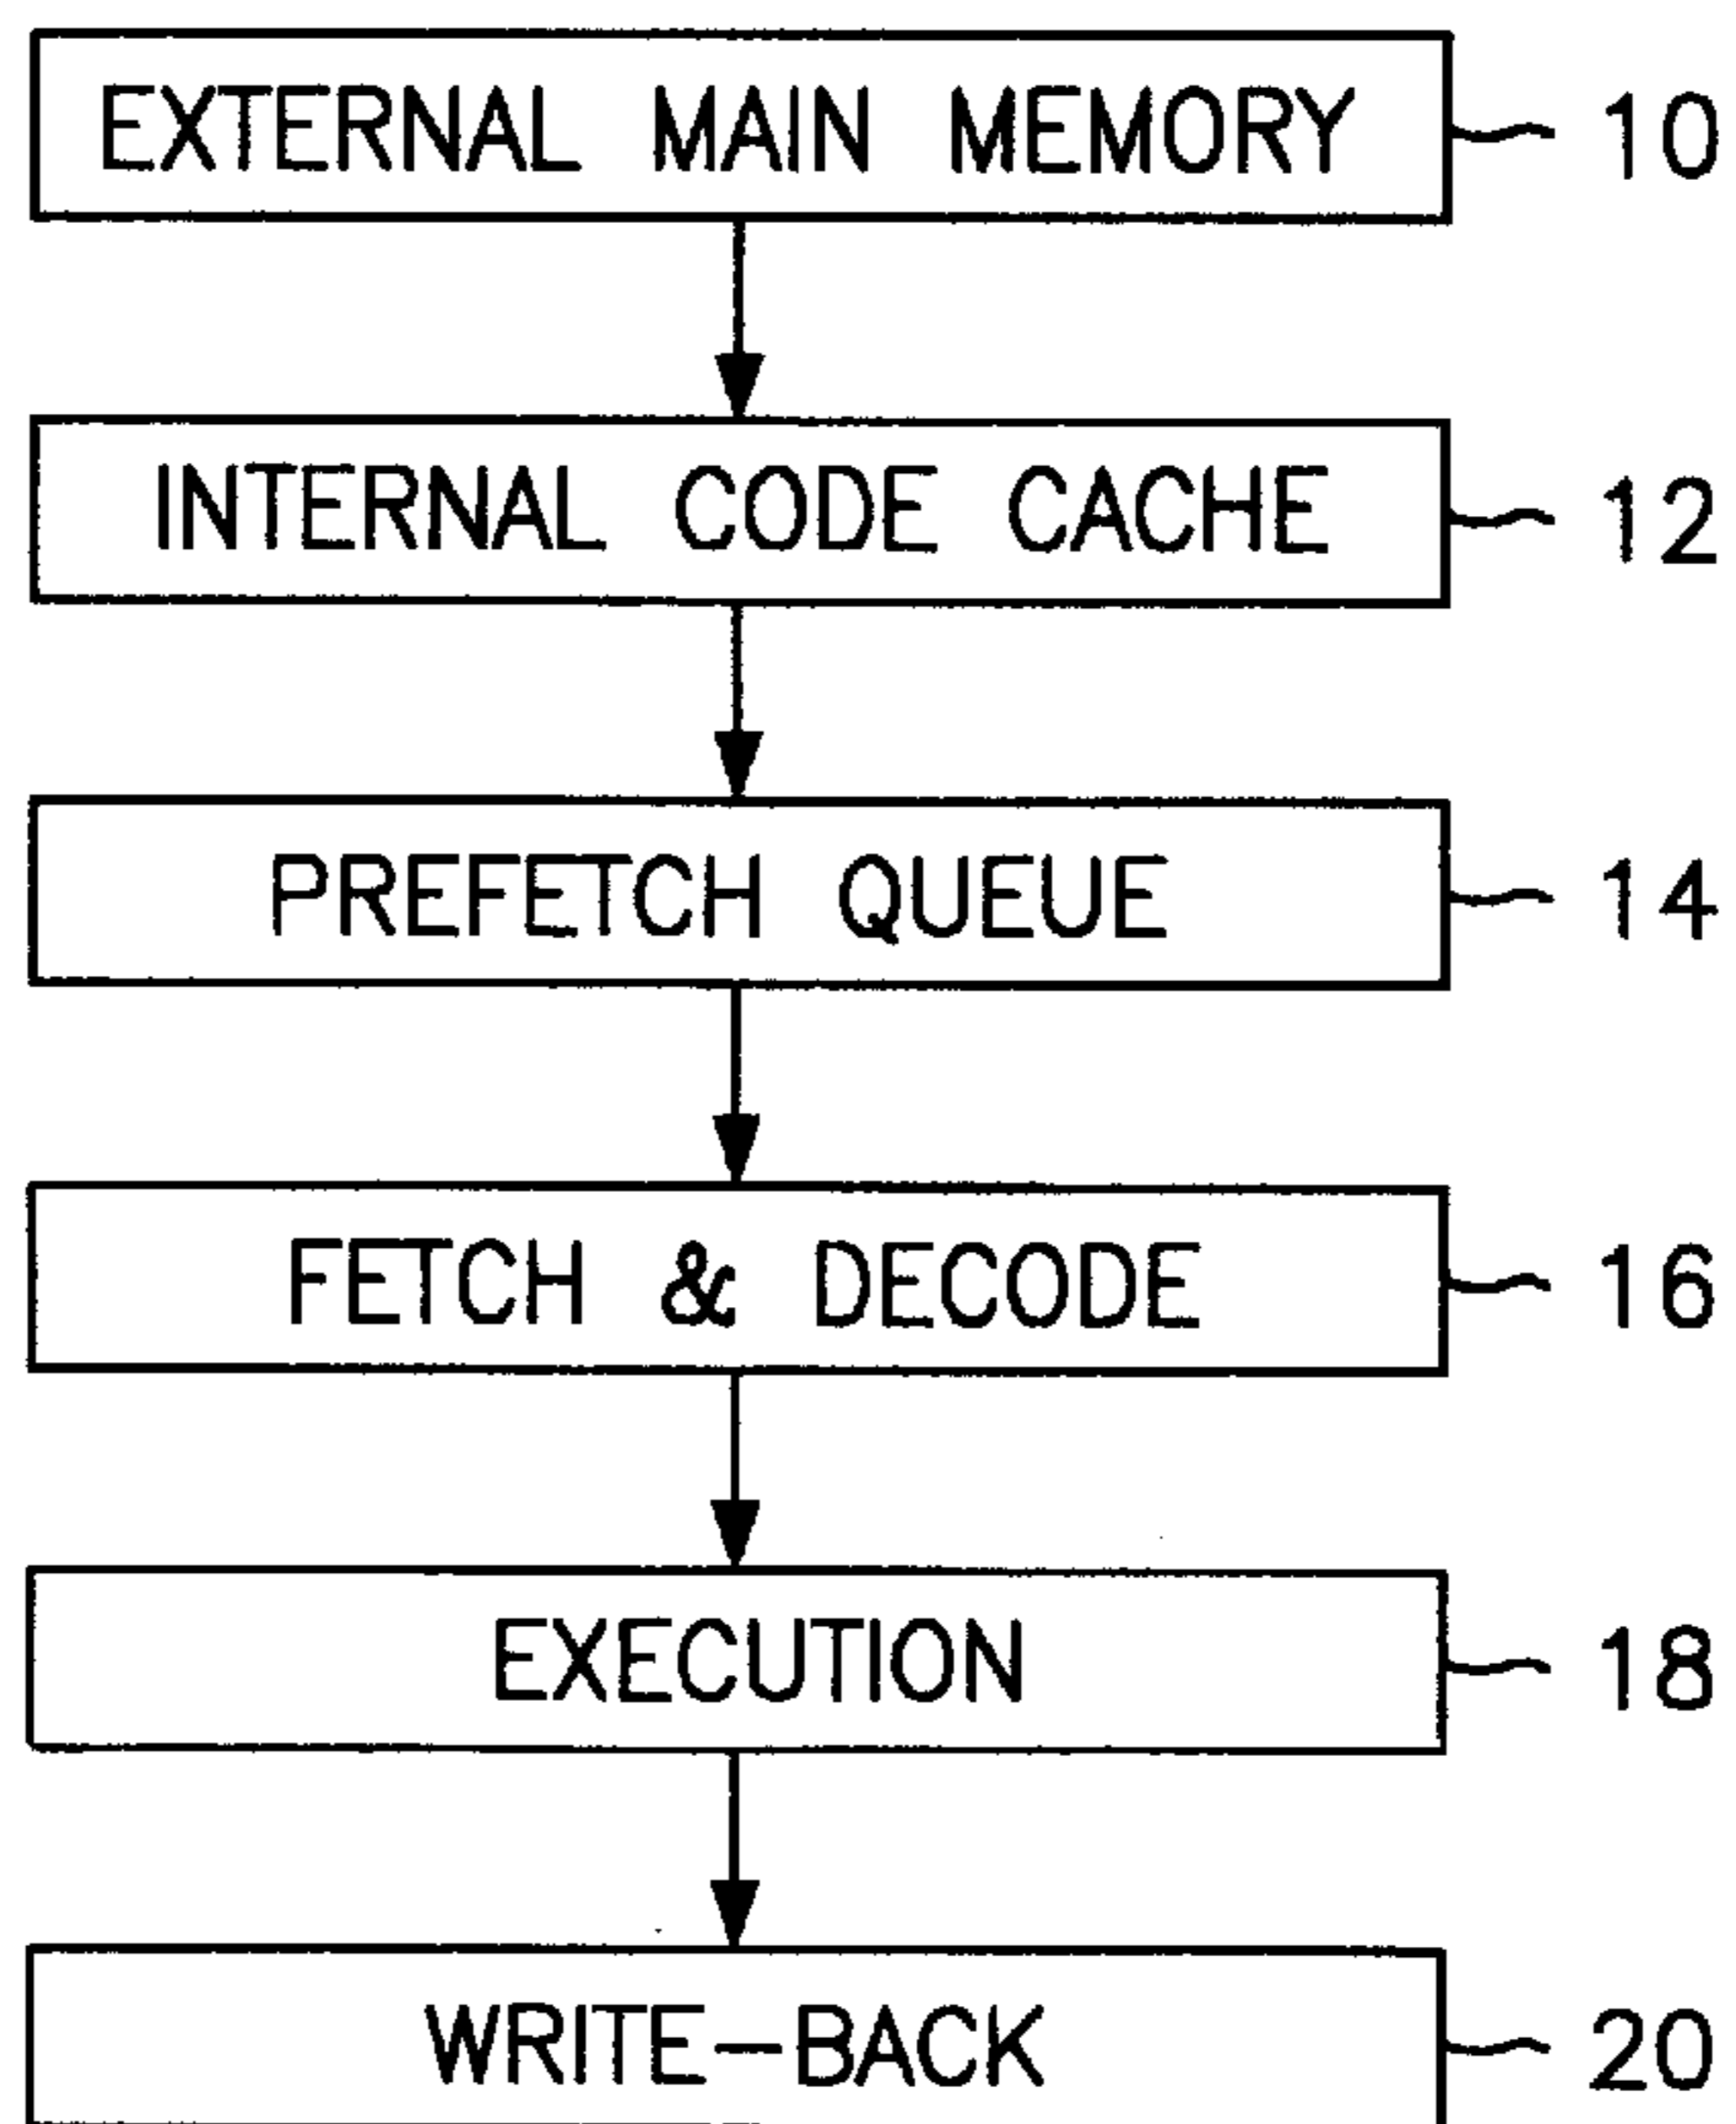 EXTERNAL MAIN MEMORY 10
INTERNAL CODE CACHE 12
PREFETCH QUEUE 14
FETCH & DECODE 16
EXECUTION 18
WRITE-BACK 20